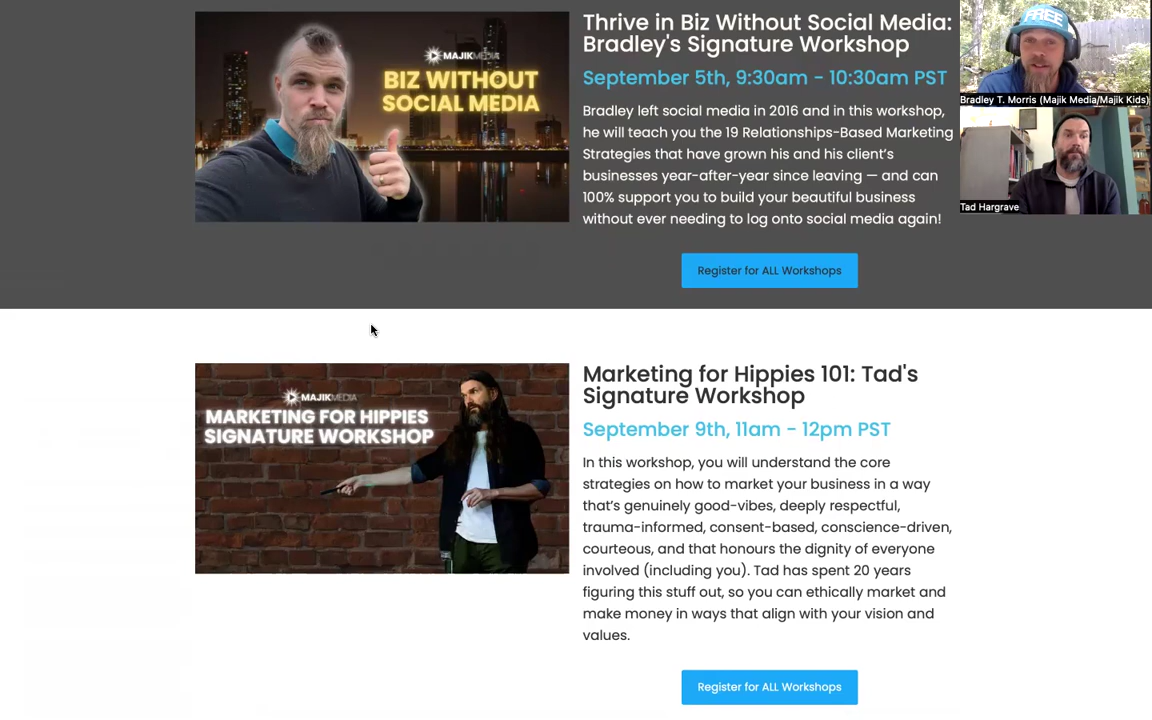 Thrive in Biz Without Social Media:
Bradley's Signature Workshop
September 5th, 9:30am - 10:30am PST
Bradley left social media in 2016 and in this workshop,
he will teach you the 19 Relationships-Based Marketing
Strategies that have grown his and his client's
businesses year-after-year since leaving — and can
100% support you to build your beautiful business
without ever needing to log onto social media again!
Register for ALL Workshops
MAJIKMEDIA
BIZ WITHOUT
SOCIAL MEDIA
FREE
Bradley T. Morris (Majik Media/Majik Kids)
Tad Hargrave
MAJIKMEDIA
MARKETING FOR HIPPIES
SIGNATURE WORKSHOP
Marketing for Hippies 101: Tad's
Signature Workshop
September 9th, 11am - 12pm PST
In this workshop, you will understand the core
strategies on how to market your business in a way
that's genuinely good-vibes, deeply respectful,
trauma-informed, consent-based, conscience-driven,
courteous, and that honours the dignity of everyone
involved (including you). Tad has spent 20 years
figuring this stuff out, so you can ethically market and
make money in ways that align with your vision and
values.
Register for ALL Workshops